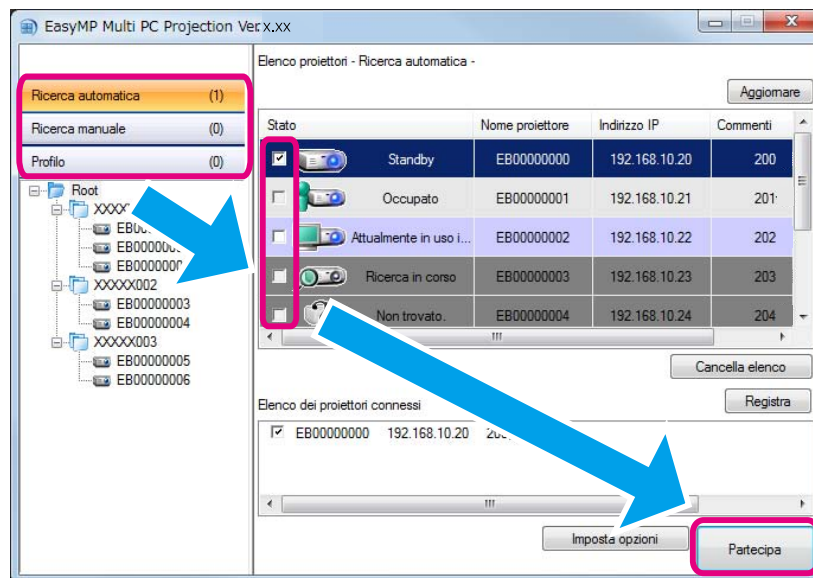 EasyMP Multi PC Projection Ver.x.xx
Elenco proiettori - Ricerca automatica -
Ricerca automatica (1)
Ricerca manuale (0)
Profilo (0)
Aggiornare
Stato Nome proiettore Indirizzo IP Commenti
Standby EB00000000 192.168.10.20 200
Occupato EB00000001 192.168.10.21 201
Attualmente in uso i... EB00000002 192.168.10.22 202
Ricerca in corso EB00000003 192.168.10.23 203
Non trovato. EB00000004 192.168.10.24 204
Root
XXXXX002
EB00000003
EB00000004
XXXXX003
EB00000005
EB00000006
Cancella elenco
Elenco dei proiettori connessi
Registra
EB00000000 192.168.10.20
Imposta opzioni
Partecipa